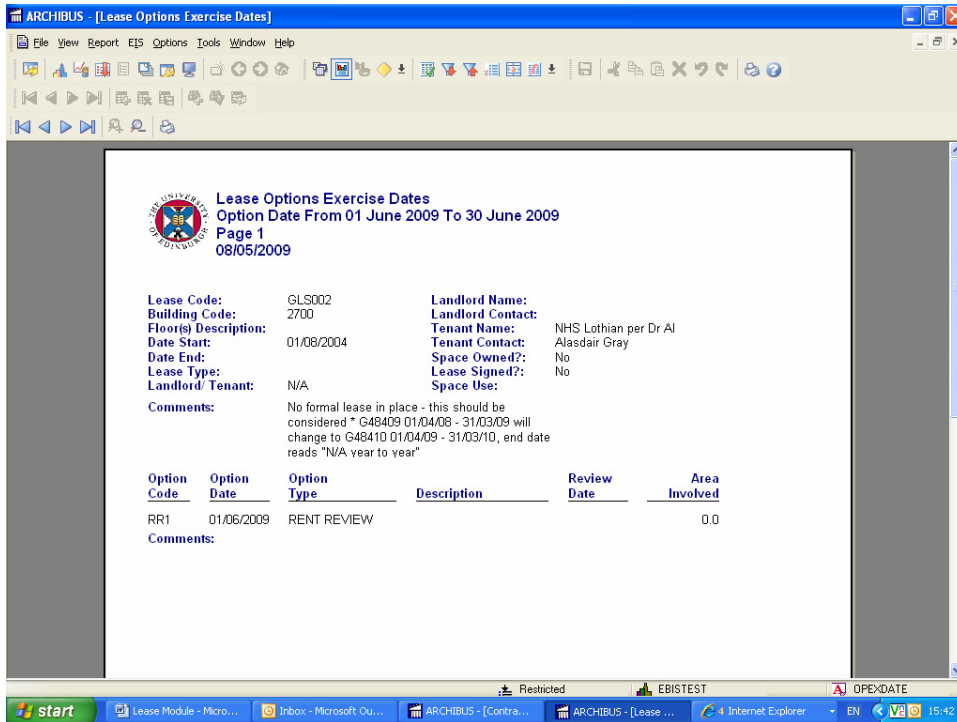 ARCHIBUS - [Lease Options Exercise Dates]
File View Report EIS Options Tools Window Help
THE UNIVERSITY OF EDINBURGH
Lease Options Exercise Dates
Option Date From 01 June 2009 To 30 June 2009
Page 1
08/05/2009
Lease Code: GLS002 Landlord Name:
Building Code: 2700 Landlord Contact:
Floor(s) Description: Tenant Name: NHS Lothian per Dr Al
Date Start: 01/08/2004 Tenant Contact: Alasdair Gray
Date End: Space Owned?: No
Lease Type: Lease Signed?: No
Landlord/ Tenant: N/A Space Use:
Comments: No formal lease in place - this should be
considered * G48409 01/04/08 - 31/03/09 will
change to G48410 01/04/09 - 31/03/10, end date
reads "N/A year to year"
Option Option Option Review Area
Code Date Type Description Date Involved
RR1 01/06/2009 RENT REVIEW 0.0
Comments:
Restricted EBISTEST OPEXDATE
start Lease Module - Micro... Inbox - Microsoft Ou... ARCHIBUS - [Contra... ARCHIBUS - [Lease ... 4 Internet Explorer EN 15:42